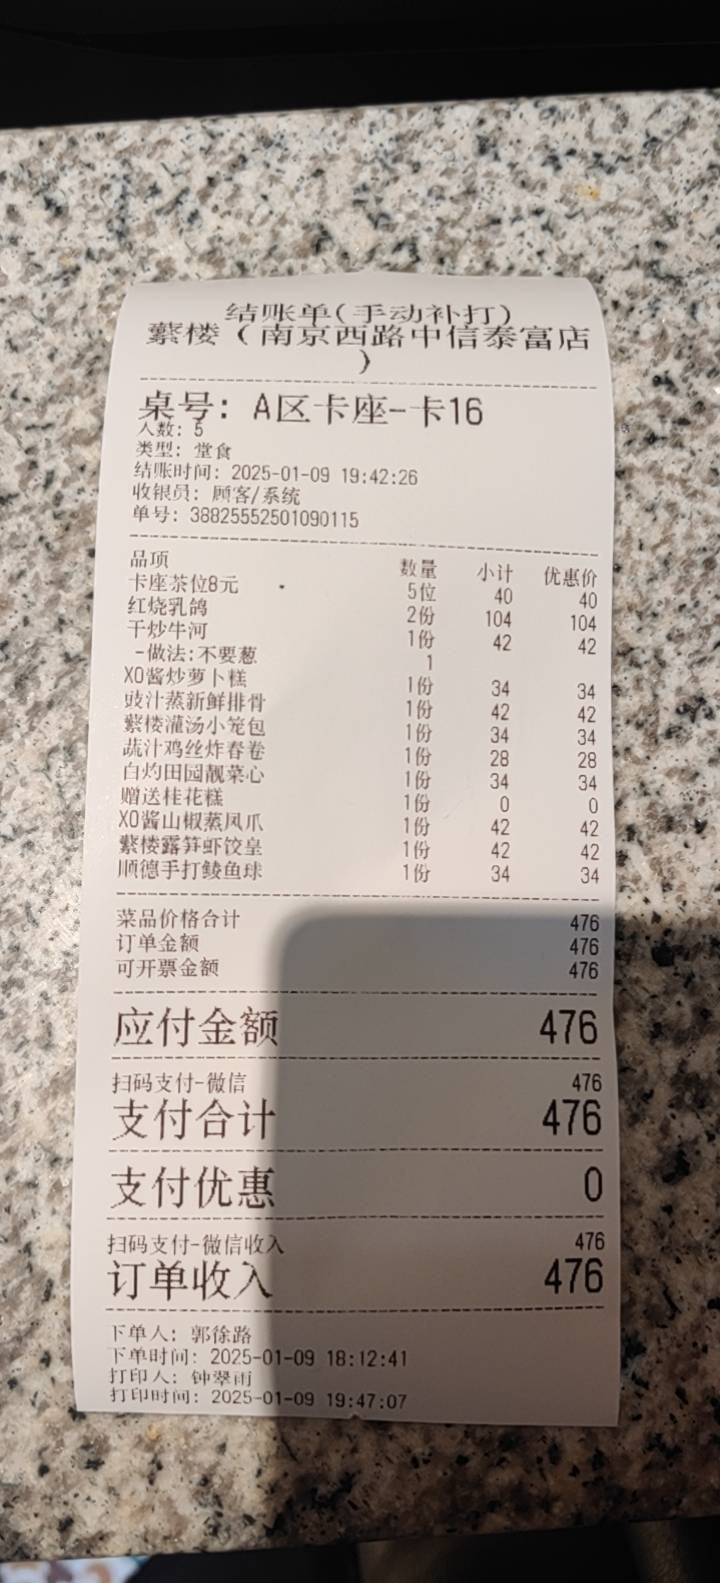 结账单(手动补打)
蘩楼（南京西路中信泰富店
）
桌号: A区卡座-卡16
人数: 5
类型: 堂食
结账时间: 2025-01-09 19:42:26
收银员: 顾客/系统
单号: 38825552501090115
品项 数量 小计 优惠价
卡座茶位8元 5位 40 40
红烧乳鸽 2份 104 104
干炒牛河 1份 42 42
-做法:不要葱 1
XO酱炒萝卜糕 1份 34 34
豉汁蒸新鲜排骨 1份 42 42
蘩楼灌汤小笼包 1份 34 34
蔬汁鸡丝炸春卷 1份 28 28
白灼田园靓菜心 1份 34 34
赠送桂花糕 1份 0 0
XO酱山椒蒸凤爪 1份 42 42
蘩楼露笋虾饺皇 1份 42 42
顺德手打鲮鱼球 1份 34 34
菜品价格合计 476
订单金额 476
可开票金额 476
应付金额 476
扫码支付-微信 476
支付合计 476
支付优惠 0
扫码支付-微信收入 476
订单收入 476
下单人: 郭徐路
下单时间: 2025-01-09 18:12:41
打印人: 钟翠雨
打印时间: 2025-01-09 19:47:07